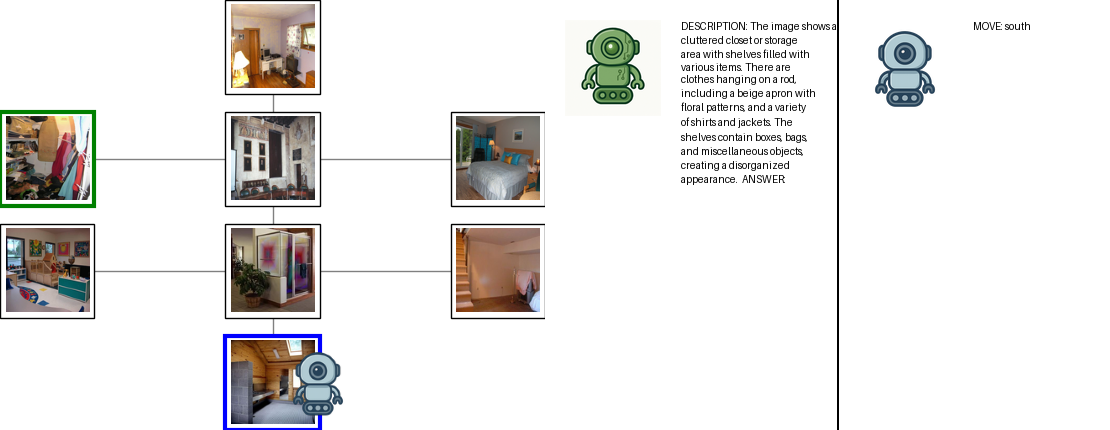 DESCRIPTION: The image shows a
cluttered closet or storage
area with shelves filled with
various items. There are
clothes hanging on a rod,
including a beige apron with
floral patterns, and a variety
of shirts and jackets. The
shelves contain boxes, bags,
and miscellaneous objects,
creating a disorganized
appearance. ANSWER:
MOVE: south